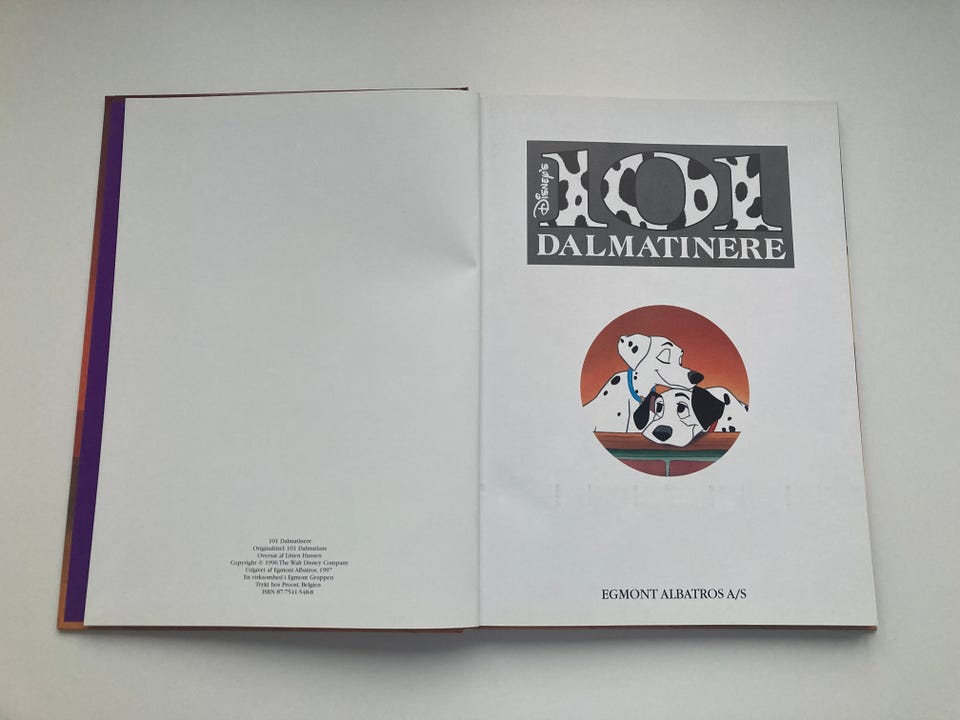 101 Dalmatinere
Originaltitel: 101 Dalmatians
Oversat af Litten Hansen
Copyright © 1996 The Walt Disney Company
Udgivet af Egmont Albatros, 1997
En virksomhed i Egmont Gruppen
Trykt hos Proost, Belgien
ISBN 87-7541-548-8
DISNEY'S
101
DALMATINERE
EGMONT ALBATROS A/S